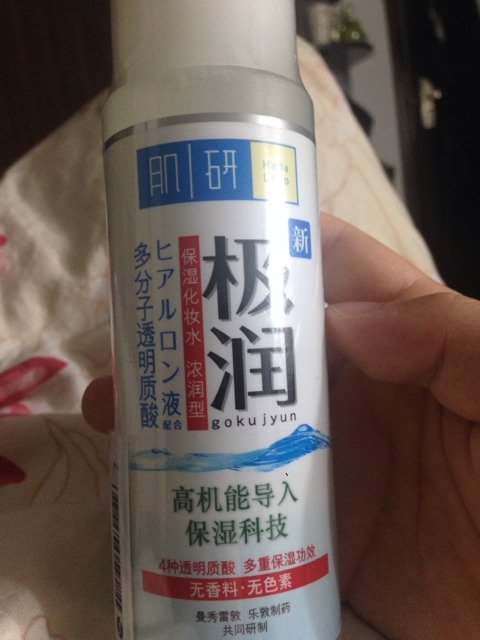 肌研
Hada Labo
新
极润
gokujyun
保湿化妆水 浓润型
ヒアルロン液配合
多分子透明质酸
高机能导入
保湿科技
4种透明质酸 多重保湿功效
无香料·无色素
曼秀雷敦 乐敦制药
共同研制